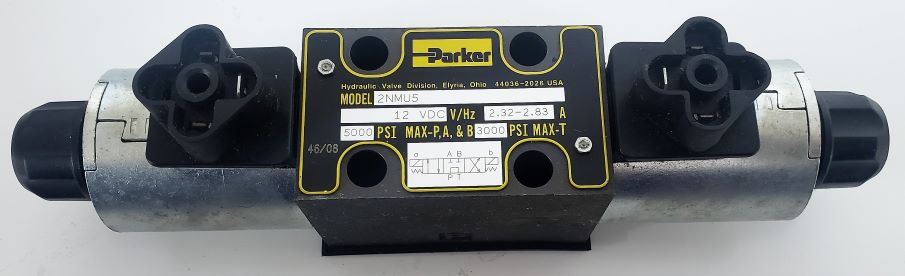 Parker
Hydraulic Valve Division, Elyria, Ohio 44036-2026 USA
MODEL 2NMU5
12 VDC V/Hz 2.32-2.83 A
5000 PSI MAX-P,A, & B 3000 PSI MAX-T
46/08
a A B b
P T